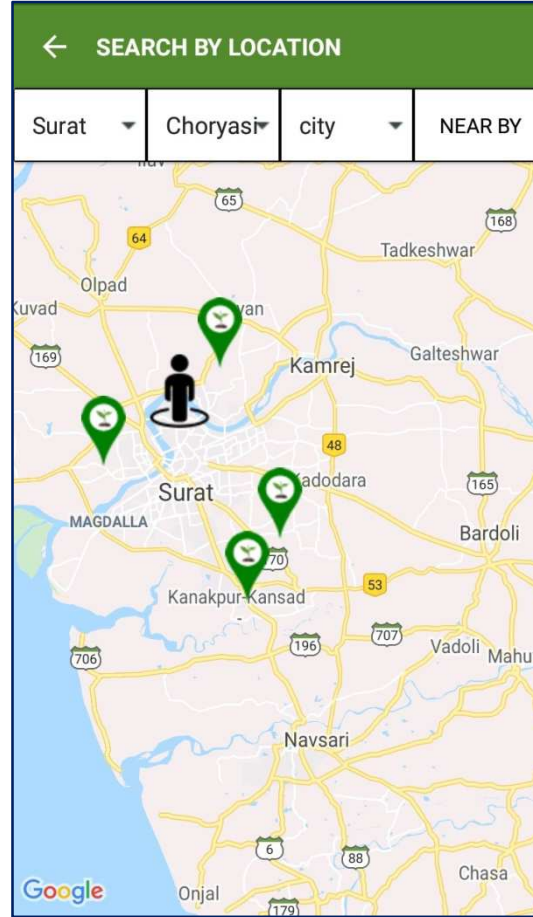 SEARCH BY LOCATION
Surat Choryasi city NEAR BY
65
168
64
Tadkeshwar
Olpad
Kuvad
Kamrej
Galteshwar
169
48
Kadodara
165
Surat
MAGDALLA
Bardoli
70
53
Kanakpur-Kansad
707
196
Vadoli
706
Mahu
Navsari
6
88
Chasa
Google
Onjal
179